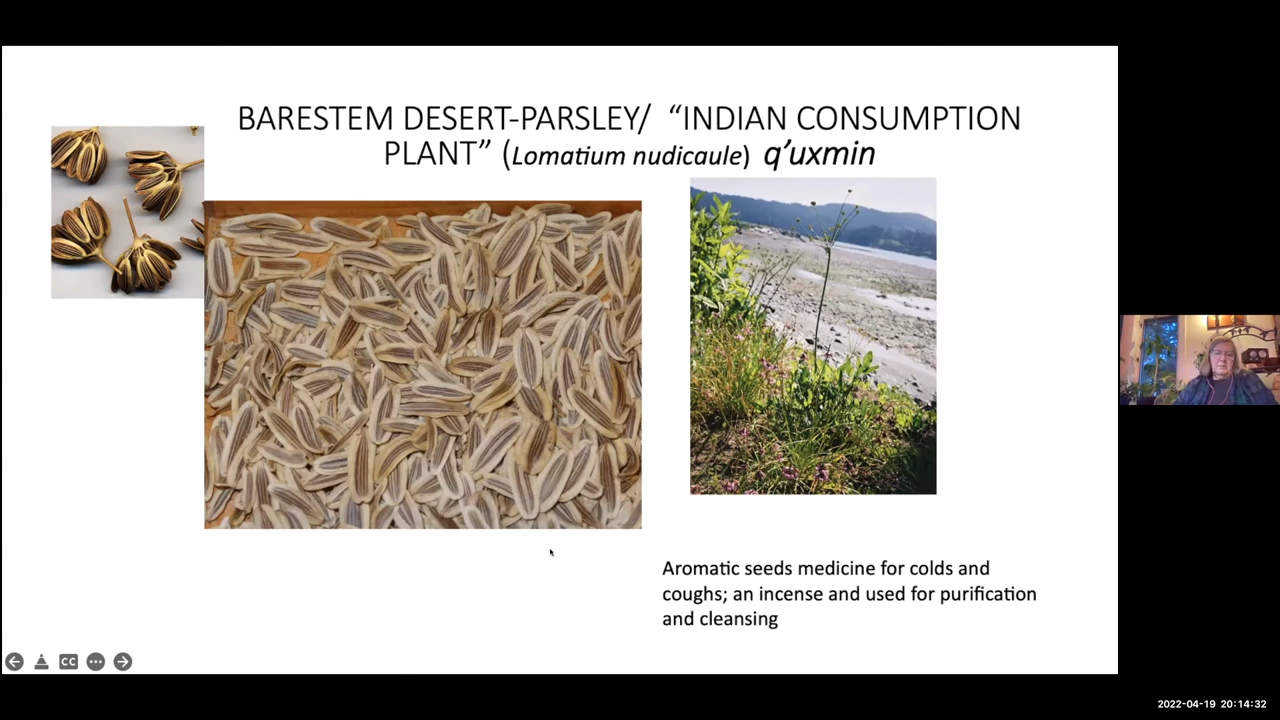 BARESTEM DESERT-PARSLEY/ “INDIAN CONSUMPTION
PLANT” (Lomatium nudicaule) q’uxmin
Aromatic seeds medicine for colds and
coughs; an incense and used for purification
and cleansing
CC
2022-04-19 20:14:32